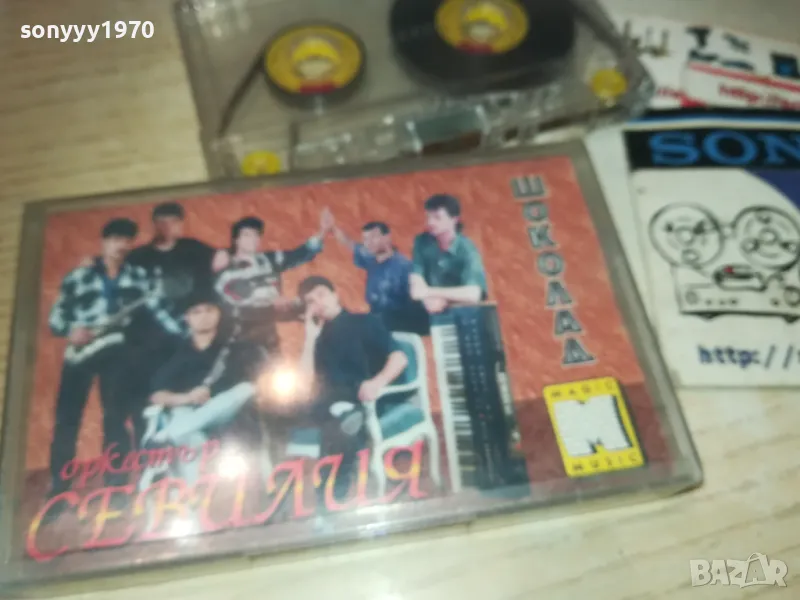 sonyyy1970
ШОКОЛАД
MAGIC
M
MUSIC
оркестър
СЕВИЛИЯ
SON
http://
BAZAR